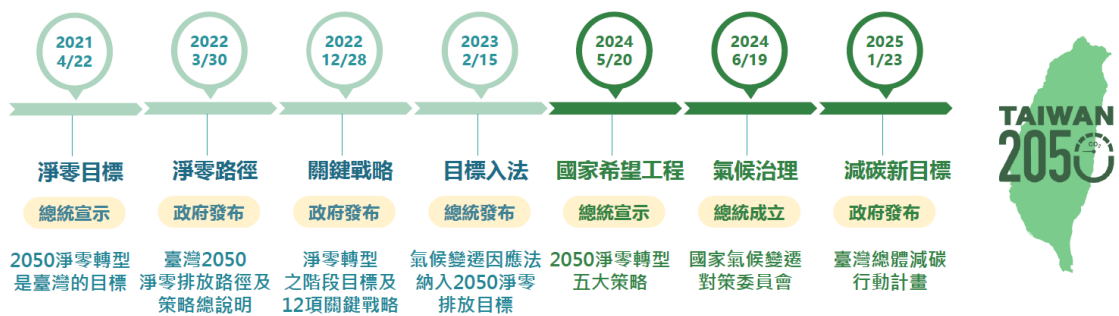 2021
4/22
2022
3/30
2022
12/28
2023
2/15
2024
5/20
2024
6/19
2025
1/23
淨零目標
淨零路徑
關鍵戰略
目標入法
國家希望工程
氣候治理
減碳新目標
總統宣示
政府發布
政府發布
總統發布
總統宣示
總統成立
政府發布
2050淨零轉型
是臺灣的目標
臺灣2050
淨零排放路徑及
策略總說明
淨零轉型
之階段目標及
12項關鍵戰略
氣候變遷因應法
納入2050淨零
排放目標
2050淨零轉型
五大策略
國家氣候變遷
對策委員會
臺灣總體減碳
行動計畫
TAIWAN
2050
CO₂